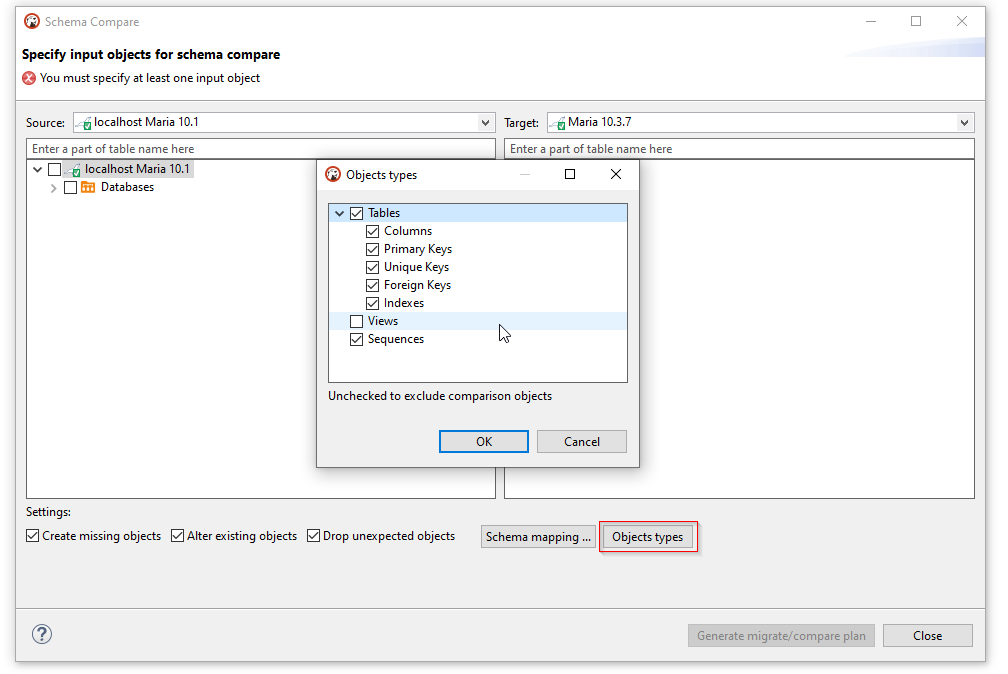 Schema Compare
Specify input objects for schema compare
You must specify at least one input object
Source: localhost Maria 10.1 Target: Maria 10.3.7
Enter a part of table name here Enter a part of table name here
localhost Maria 10.1
Databases
Objects types
Tables
Columns
Primary Keys
Unique Keys
Foreign Keys
Indexes
Views
Sequences
Unchecked to exclude comparison objects
OK Cancel
Settings:
Create missing objects Alter existing objects Drop unexpected objects Schema mapping ... Objects types
? Generate migrate/compare plan Close